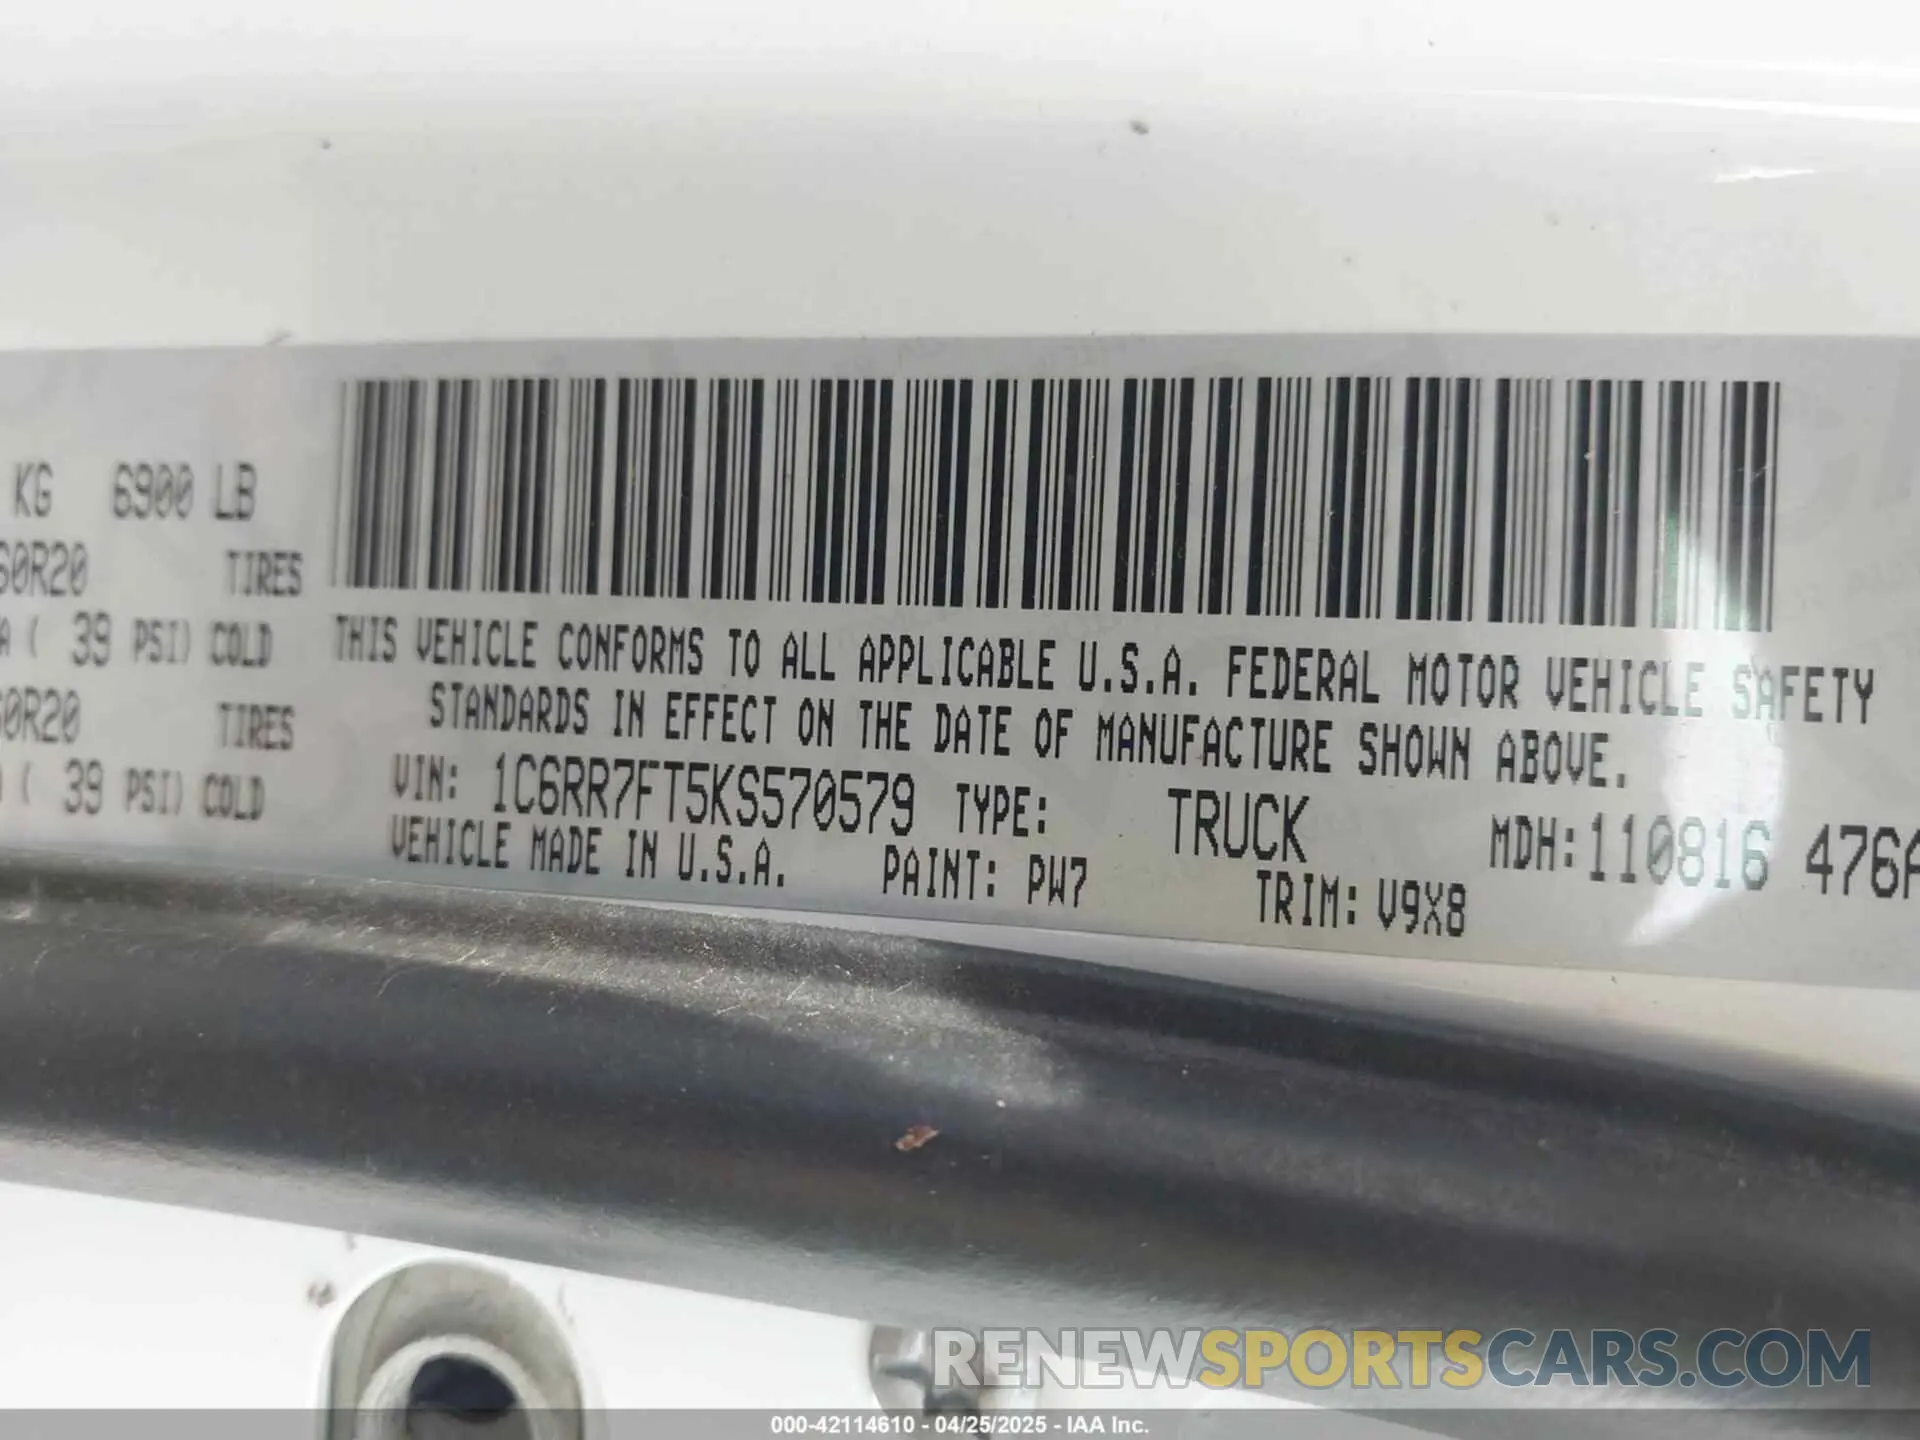 KG 6900 LB
60R20 TIRES
A ( 39 PSI) COLD
60R20 TIRES
( 39 PSI) COLD
THIS VEHICLE CONFORMS TO ALL APPLICABLE U.S.A. FEDERAL MOTOR VEHICLE SAFETY
STANDARDS IN EFFECT ON THE DATE OF MANUFACTURE SHOWN ABOVE.
VIN: 1C6RR7FT5KS570579 TYPE: TRUCK MDH:110816 476A
VEHICLE MADE IN U.S.A. PAINT: PW7 TRIM: V9X8
RENEWSPORTSCARS.COM
000-42114610 - 04/25/2025 - IAA Inc.